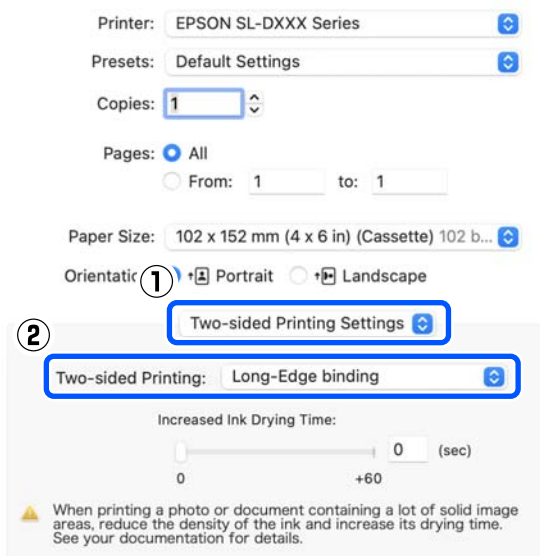 Printer: EPSON SL-DXXX Series
Presets: Default Settings
Copies: 1
Pages: All
From: 1 to: 1
Paper Size: 102 x 152 mm (4 x 6 in) (Cassette) 102 b...
Orientatic Portrait Landscape
1
Two-sided Printing Settings
2
Two-sided Printing: Long-Edge binding
Increased Ink Drying Time:
0 (sec)
0 +60
When printing a photo or document containing a lot of solid image
areas, reduce the density of the ink and increase its drying time.
See your documentation for details.